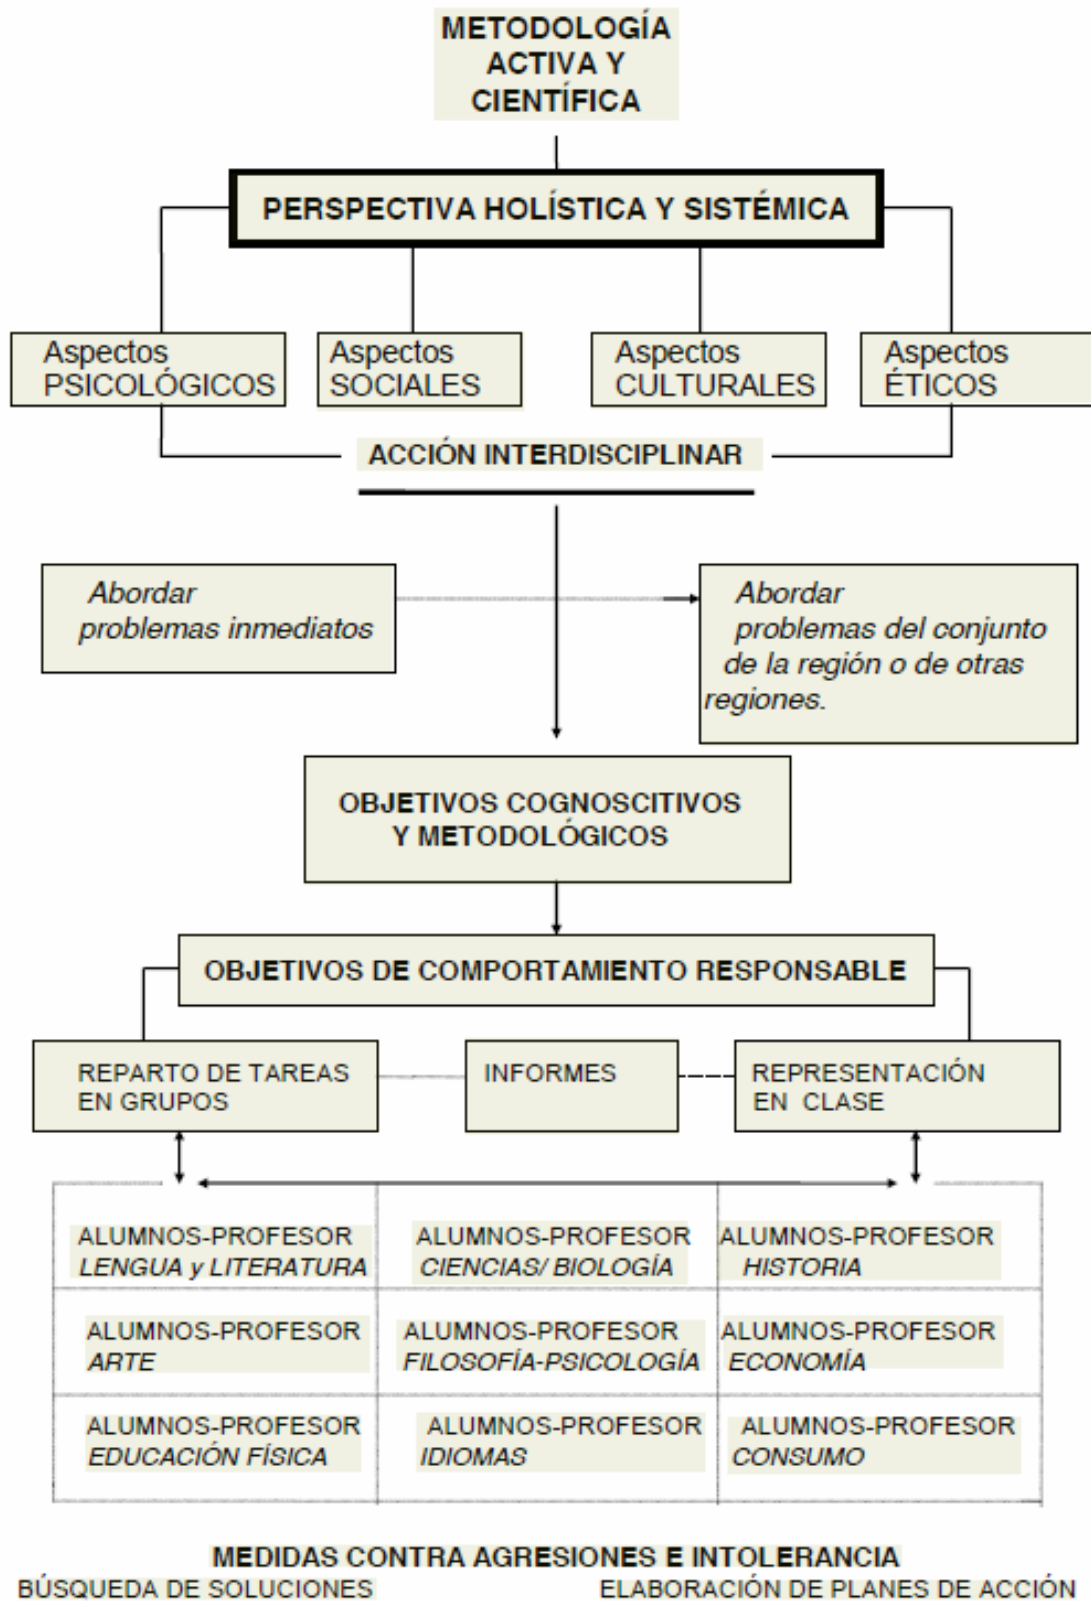 METODOLOGÍA
ACTIVA Y
CIENTÍFICA
PERSPECTIVA HOLÍSTICA Y SISTÉMICA
Aspectos
PSICOLÓGICOS
Aspectos
SOCIALES
Aspectos
CULTURALES
Aspectos
ÉTICOS
ACCIÓN INTERDISCIPLINAR
Abordar
problemas inmediatos
Abordar
problemas del conjunto
de la región o de otras
regiones.
OBJETIVOS COGNOSCITIVOS
Y METODOLÓGICOS
OBJETIVOS DE COMPORTAMIENTO RESPONSABLE
REPARTO DE TAREAS
EN GRUPOS
INFORMES
REPRESENTACIÓN
EN CLASE
ALUMNOS-PROFESOR
LENGUA y LITERATURA
ALUMNOS-PROFESOR
CIENCIAS/ BIOLOGÍA
ALUMNOS-PROFESOR
HISTORIA
ALUMNOS-PROFESOR
ARTE
ALUMNOS-PROFESOR
FILOSOFÍA-PSICOLOGÍA
ALUMNOS-PROFESOR
ECONOMÍA
ALUMNOS-PROFESOR
EDUCACIÓN FÍSICA
ALUMNOS-PROFESOR
IDIOMAS
ALUMNOS-PROFESOR
CONSUMO
MEDIDAS CONTRA AGRESIONES E INTOLERANCIA
BÚSQUEDA DE SOLUCIONES
ELABORACIÓN DE PLANES DE ACCIÓN